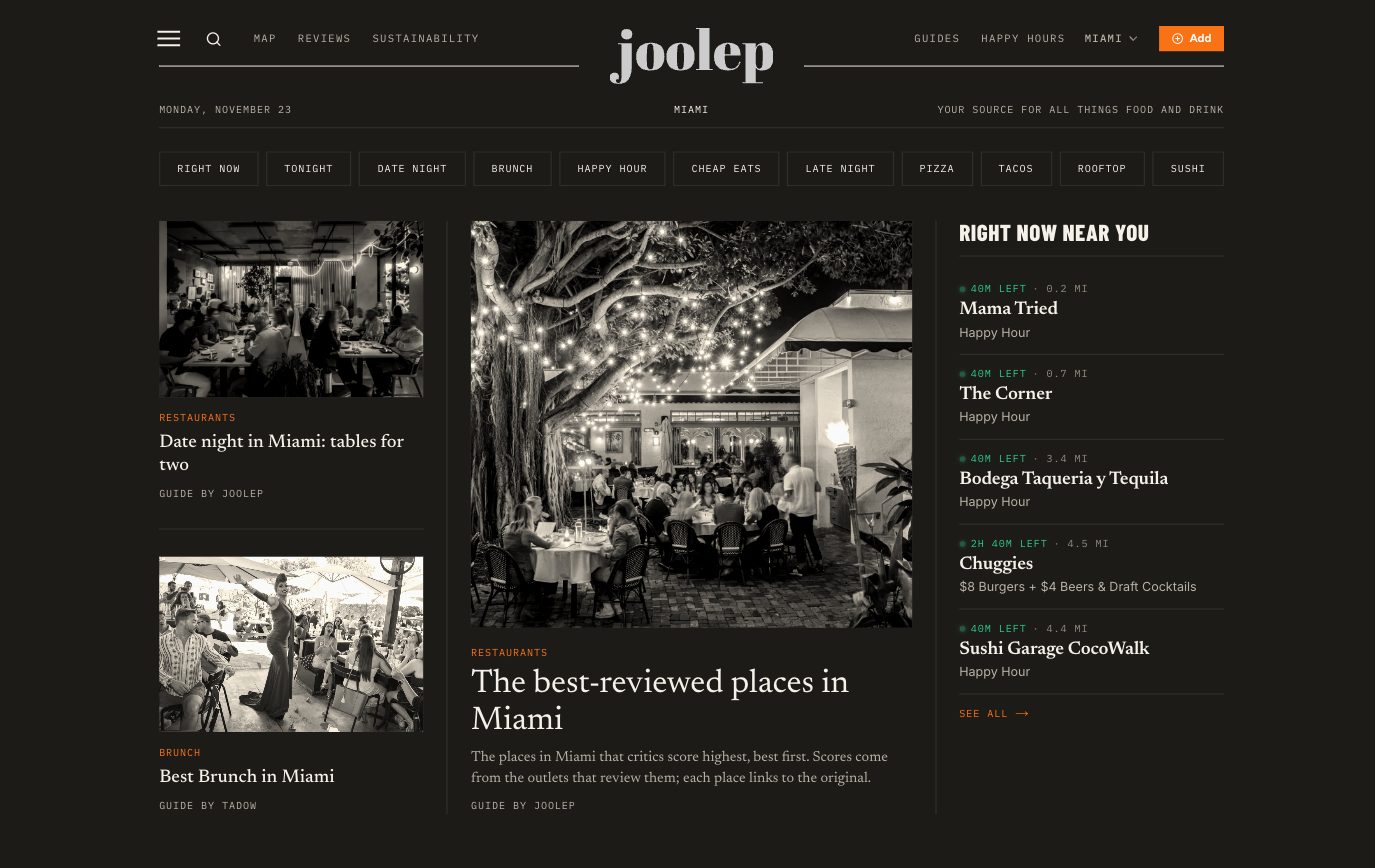 MAP REVIEWS SUSTAINABILITY
joolep
GUIDES HAPPY HOURS MIAMI Add
MONDAY, NOVEMBER 23
MIAMI
YOUR SOURCE FOR ALL THINGS FOOD AND DRINK
RIGHT NOW TONIGHT DATE NIGHT BRUNCH HAPPY HOUR CHEAP EATS LATE NIGHT PIZZA TACOS ROOFTOP SUSHI
RESTAURANTS
Date night in Miami: tables for
two
GUIDE BY JOOLEP
BRUNCH
Best Brunch in Miami
GUIDE BY TADOW
RESTAURANTS
The best-reviewed places in
Miami
The places in Miami that critics score highest, best first. Scores come
from the outlets that review them; each place links to the original.
GUIDE BY JOOLEP
RIGHT NOW NEAR YOU
40M LEFT · 0.2 MI
Mama Tried
Happy Hour
40M LEFT · 0.7 MI
The Corner
Happy Hour
40M LEFT · 3.4 MI
Bodega Taqueria y Tequila
Happy Hour
2H 40M LEFT · 4.5 MI
Chuggies
$8 Burgers + $4 Beers & Draft Cocktails
40M LEFT · 4.4 MI
Sushi Garage CocoWalk
Happy Hour
SEE ALL →